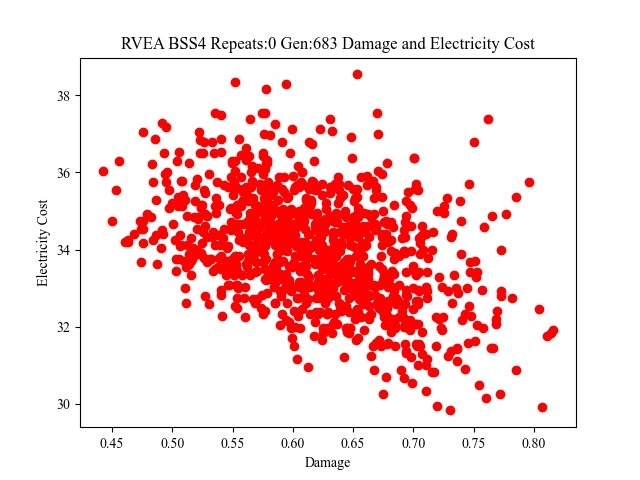 RVEA BSS4 Repeats:0 Gen:683 Damage and Electricity Cost
38
36
34
32
30
Electricity Cost
0.45 0.50 0.55 0.60 0.65 0.70 0.75 0.80
Damage